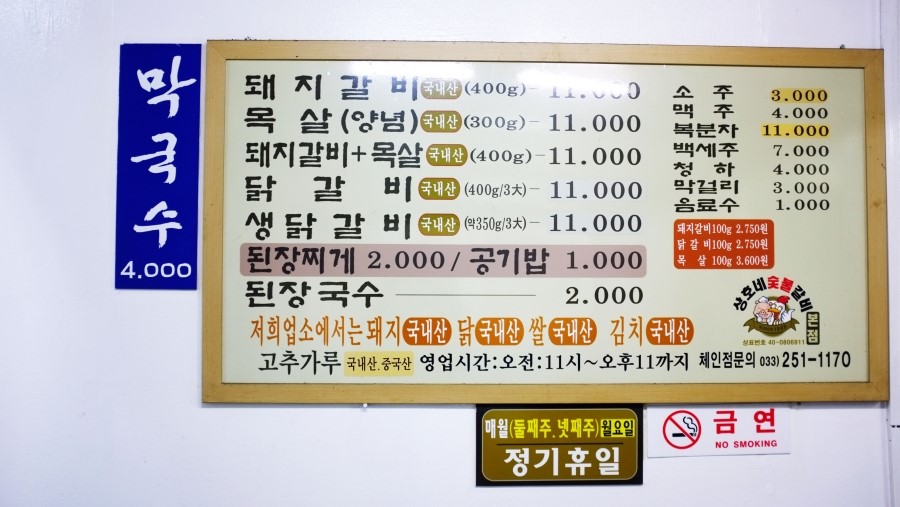 막국수
4.000
돼지갈비 국내산 (400g)- 11.000
목살(양념) 국내산 (300g)- 11.000
돼지갈비+목살 국내산 (400g)- 11.000
닭갈비 국내산 (400g/3大)- 11.000
생닭갈비 국내산 (약350g/3大)- 11.000
된장찌게 2.000/ 공기밥 1.000
된장국수 2.000
저희업소에서는 돼지 국내산 닭 국내산 쌀 국내산 김치 국내산
고추가루 국내산.중국산 영업시간:오전:11시~오후11까지 체인점문의 033) 251-1170
소주 3.000
맥주 4.000
복분자 11.000
백세주 7.000
청하 4.000
막걸리 3.000
음료수 1.000
돼지갈비100g 2.750원
닭갈비100g 2.750원
목살 100g 3.600원
상호네숯불갈비
본점
상표번호 40-0806811
매월(둘째주.넷째주)월요일
정기휴일
금연
NO SMOKING